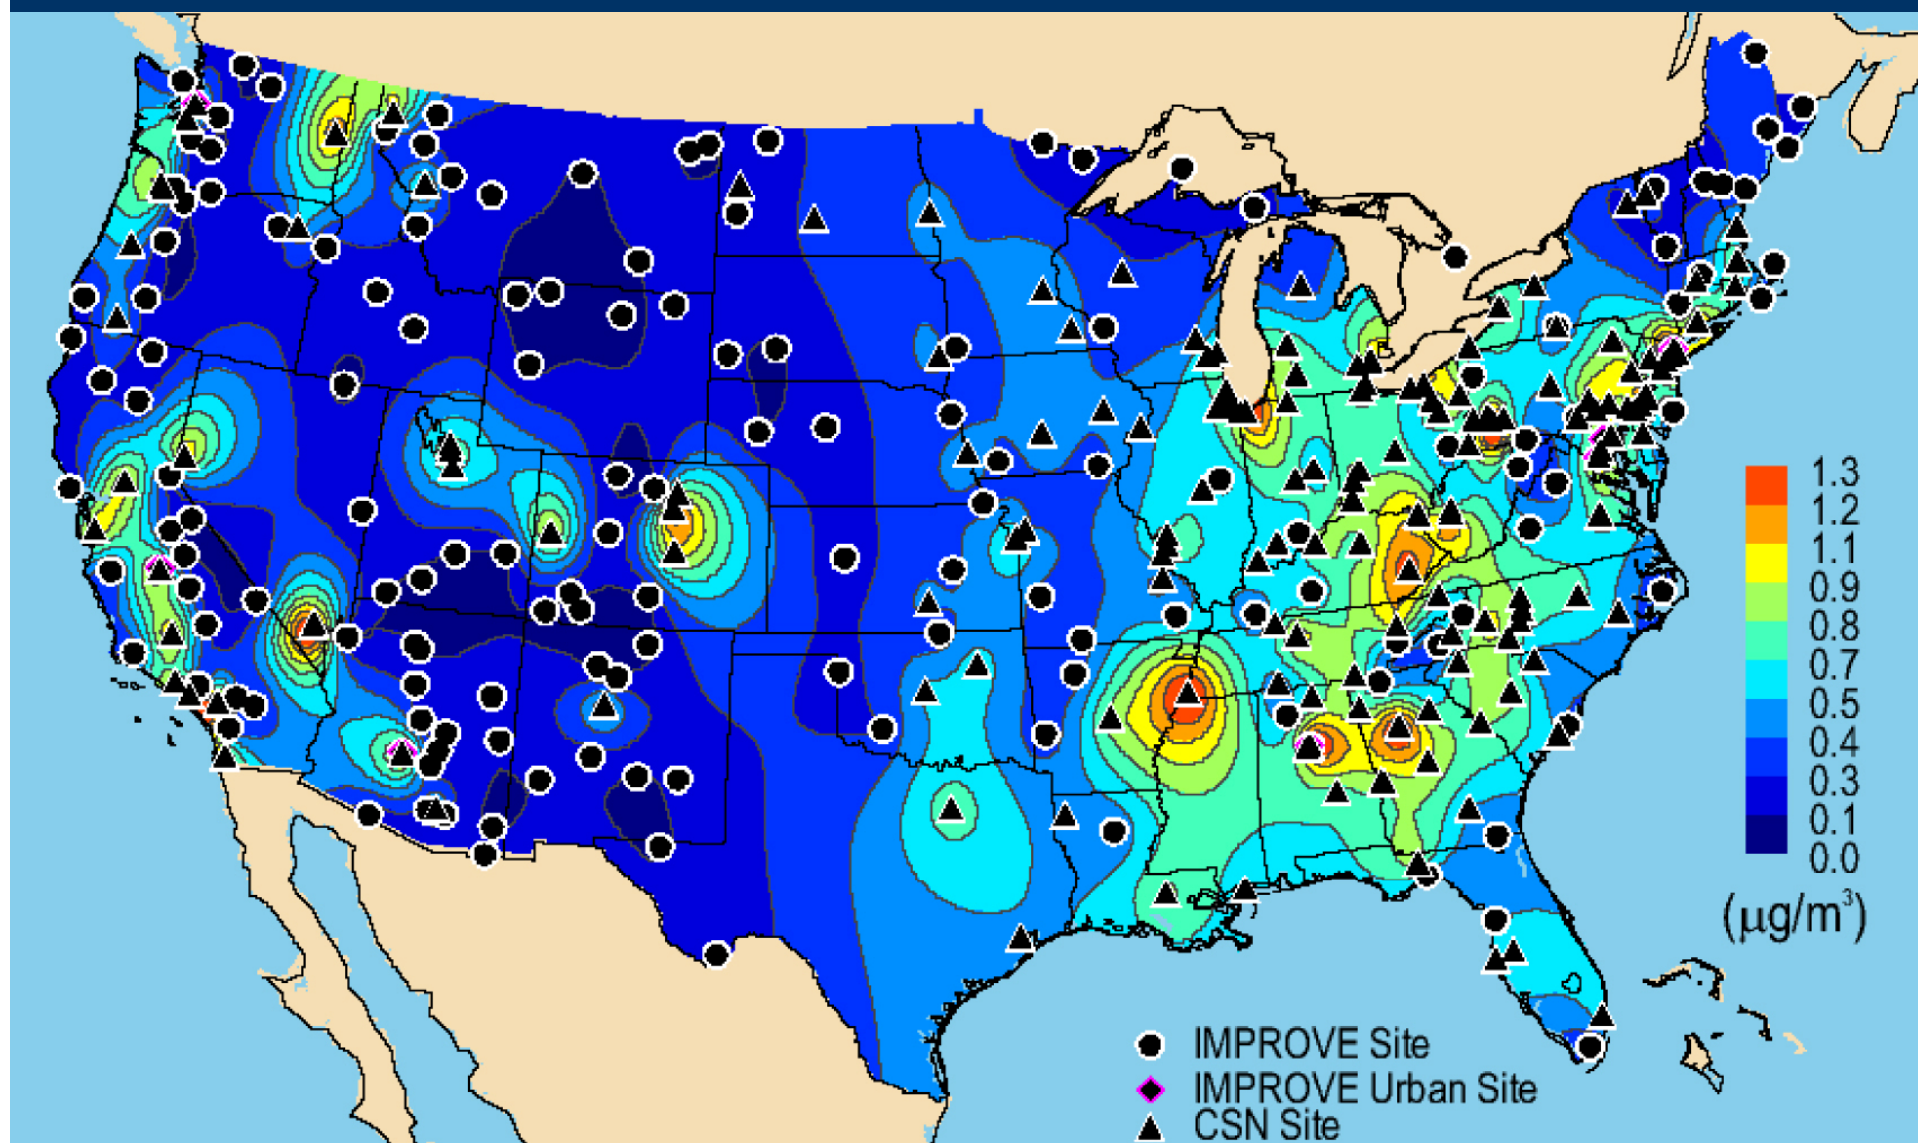 1.3
1.2
1.1
0.9
0.8
0.7
0.5
0.4
0.3
0.1
0.0
(μg/m³)
IMPROVE Site
IMPROVE Urban Site
CSN Site